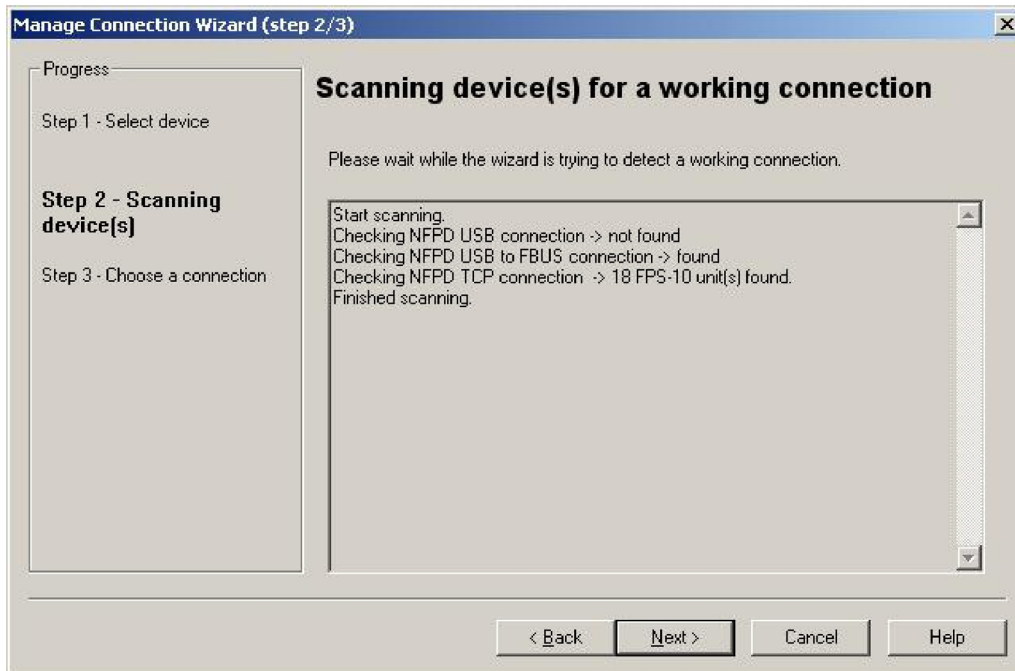 Manage Connection Wizard (step 2/3)
Progress
Step 1 - Select device
Step 2 - Scanning
device(s)
Step 3 - Choose a connection
Scanning device(s) for a working connection
Please wait while the wizard is trying to detect a working connection.
Start scanning.
Checking NFPD USB connection -> not found
Checking NFPD USB to FBUS connection -> found
Checking NFPD TCP connection -> 18 FPS-10 unit(s) found.
Finished scanning.
< Back
Next >
Cancel
Help